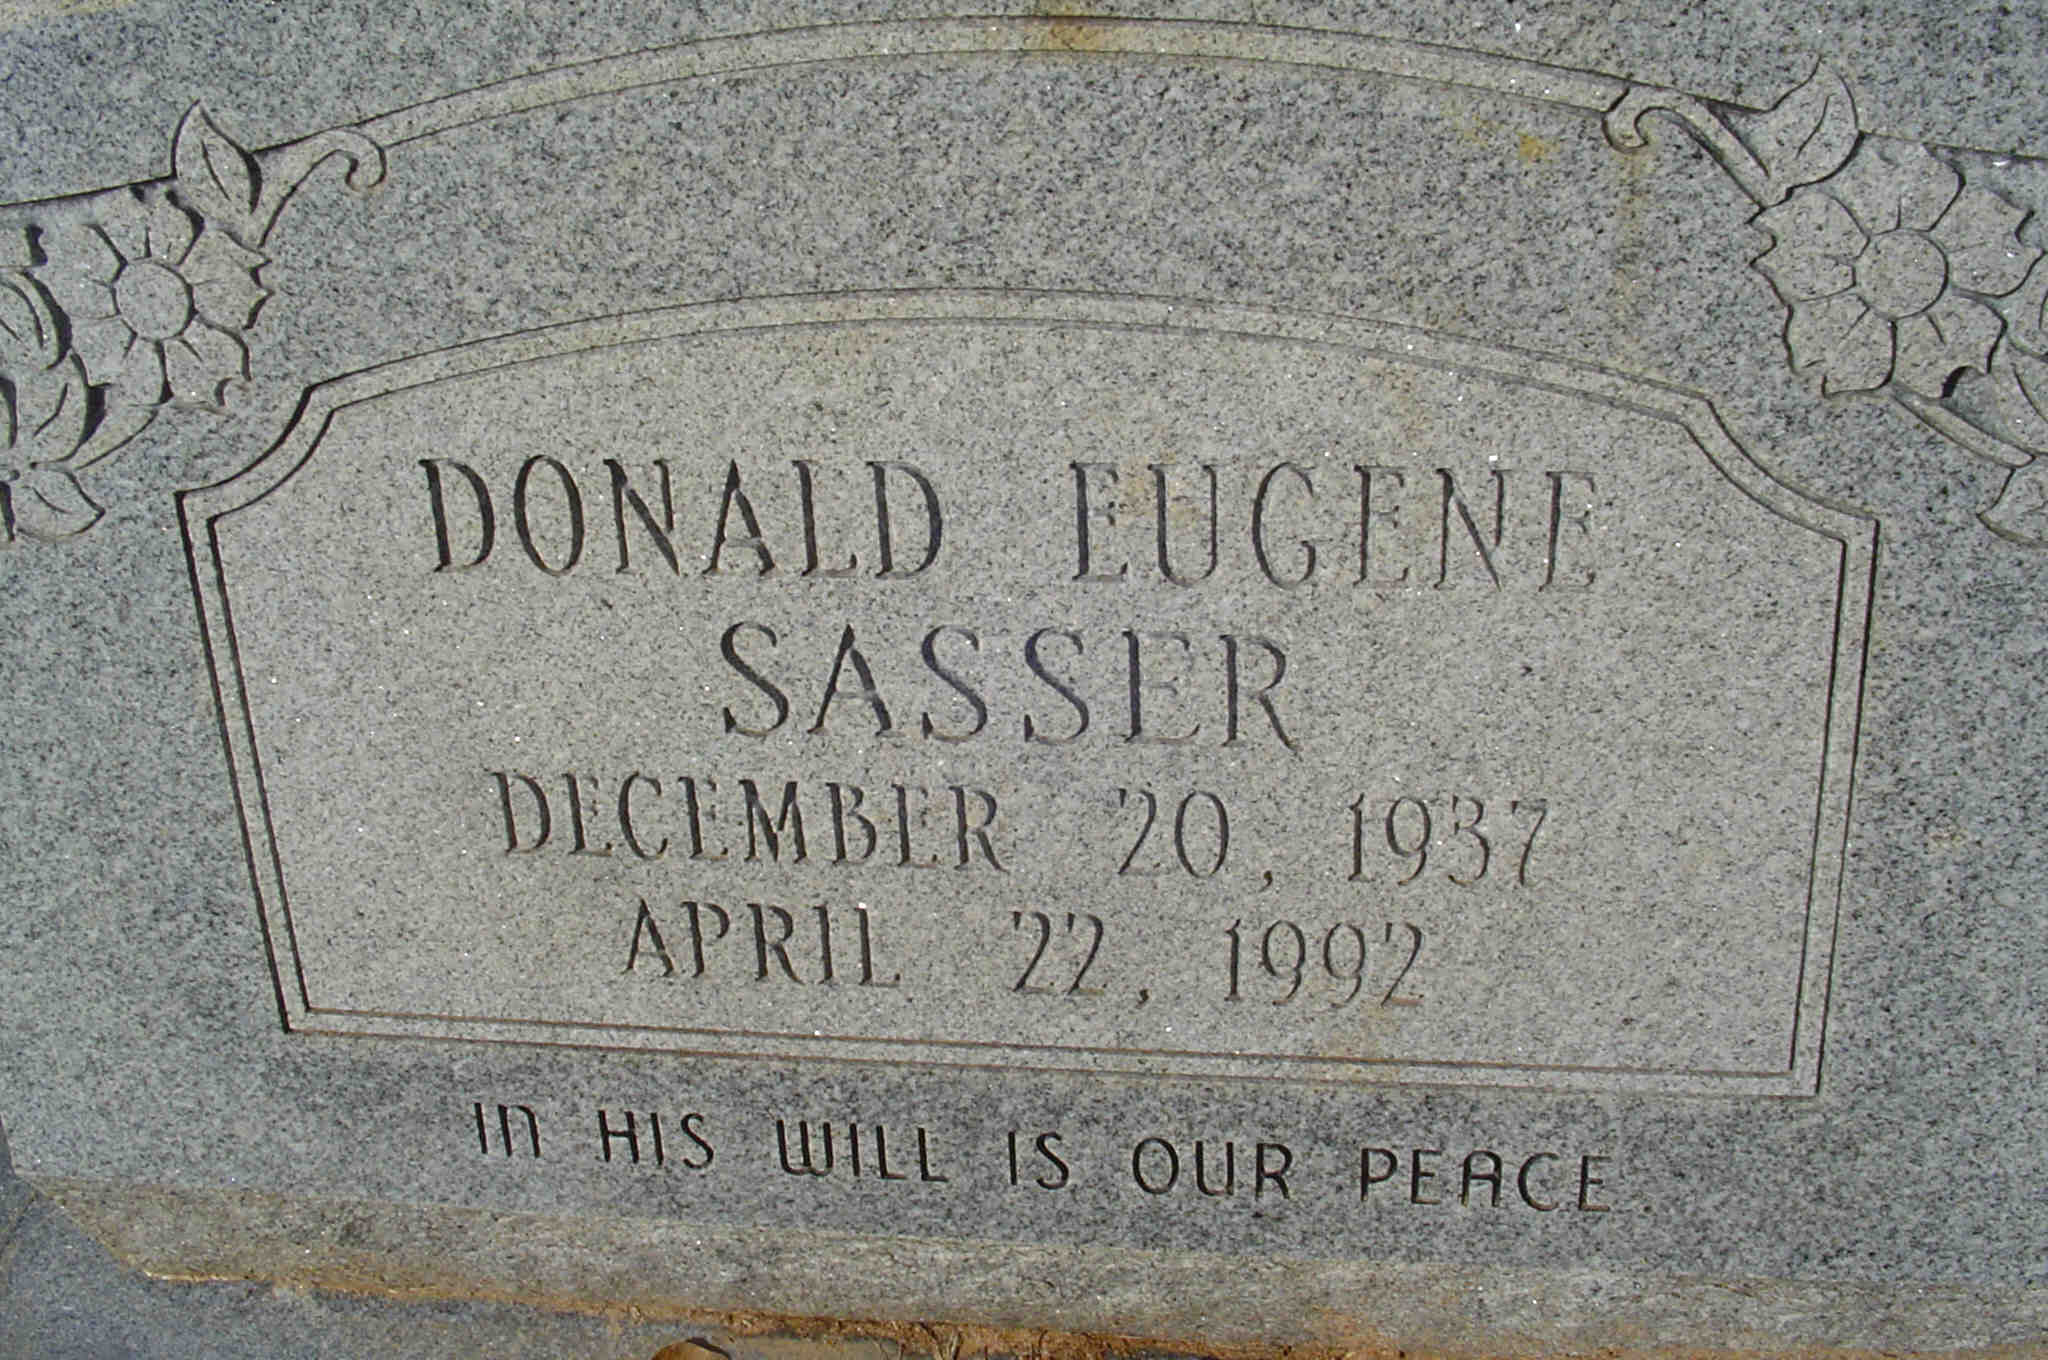 DONALD EUGENE
SASSER
DECEMBER 20, 1937
APRIL 22, 1992
IN HIS WILL IS OUR PEACE